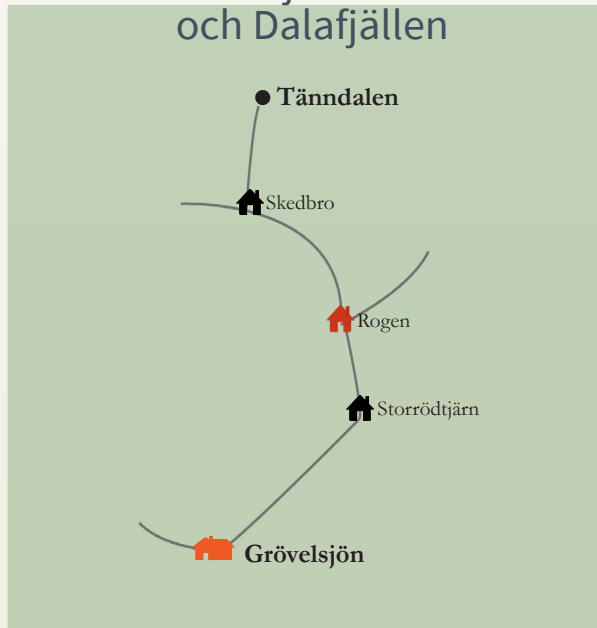 och Dalafjällen
Tänndalen
Skedbro
Rogen
Storrödtjärn
Grövelsjön